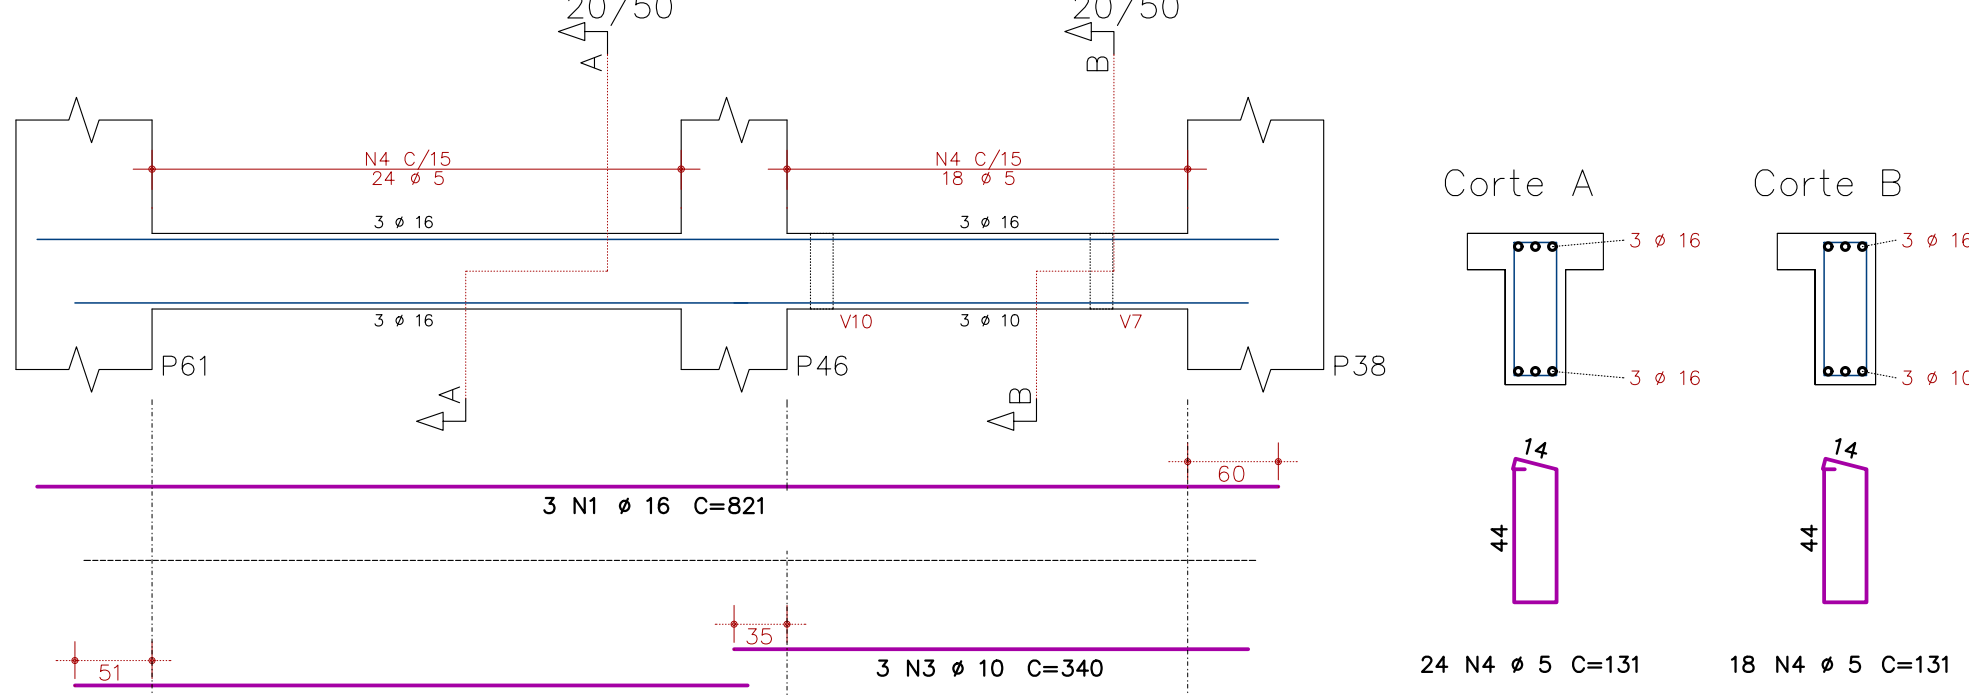 20/50
20/50
A
B
N4 C/15
24 ø 5
N4 C/15
18 ø 5
3 ø 16
3 ø 16
3 ø 16
V10
3 ø 10
V7
P61
P46
P38
A
B
60
3 N1 ø 16 C=821
35
51
3 N3 ø 10 C=340
Corte A
Corte B
3 ø 16
3 ø 16
3 ø 16
3 ø 10
14
14
44
44
24 N4 ø 5 C=131
18 N4 ø 5 C=131